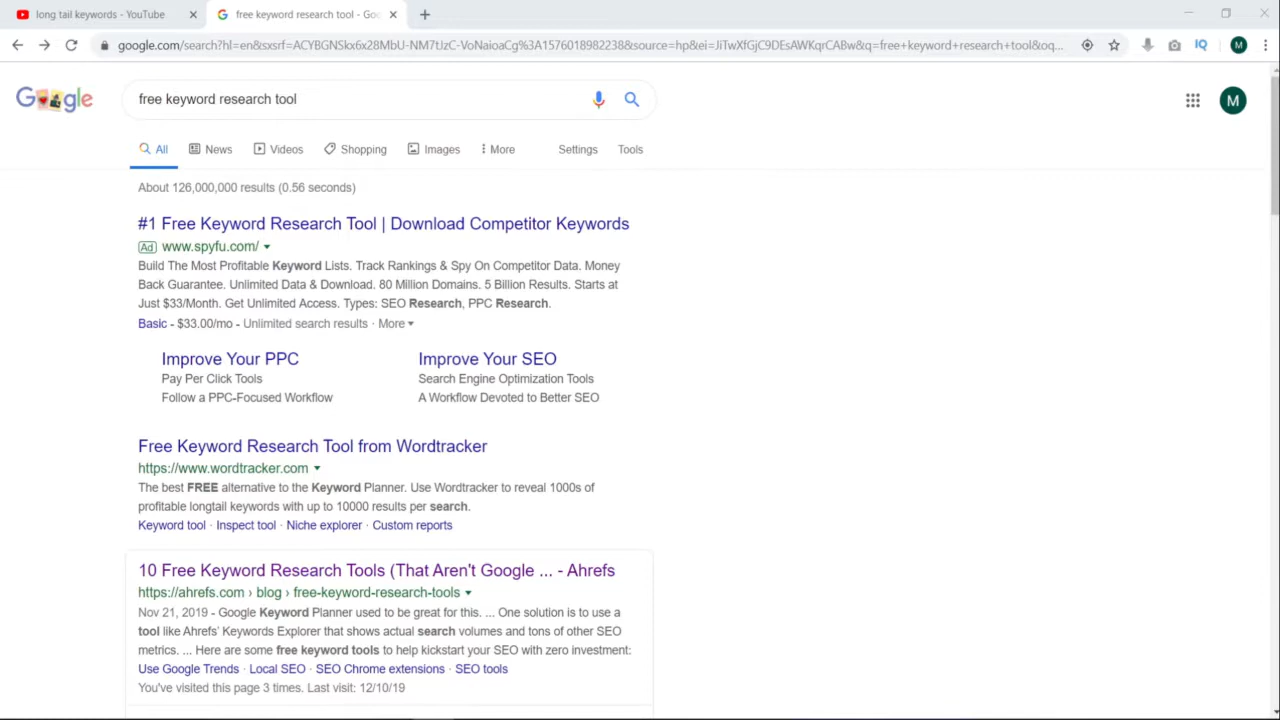 long tail keywords - YouTube
free keyword research tool - Goo
google.com/search?hl=en&sxsrf=ACYBGNSkx6x28MbU-NM7tJzC-VoNaioaCg%3A1576018982238&source=hp&ei=JiTwXfGjC9DEsAWKqrCABw&q=free+keyword+research+tool&oq...
IQ
M
Google
free keyword research tool
M
All
News
Videos
Shopping
Images
More
Settings
Tools
About 126,000,000 results (0.56 seconds)
#1 Free Keyword Research Tool | Download Competitor Keywords
Ad www.spyfu.com/
Build The Most Profitable Keyword Lists. Track Rankings & Spy On Competitor Data. Money
Back Guarantee. Unlimited Data & Download. 80 Million Domains. 5 Billion Results. Starts at
Just $33/Month. Get Unlimited Access. Types: SEO Research, PPC Research.
Basic - $33.00/mo - Unlimited search results · More
Improve Your PPC
Pay Per Click Tools
Follow a PPC-Focused Workflow
Improve Your SEO
Search Engine Optimization Tools
A Workflow Devoted to Better SEO
Free Keyword Research Tool from Wordtracker
https://www.wordtracker.com
The best FREE alternative to the Keyword Planner. Use Wordtracker to reveal 1000s of
profitable longtail keywords with up to 10000 results per search.
Keyword tool · Inspect tool · Niche explorer · Custom reports
10 Free Keyword Research Tools (That Aren't Google ... - Ahrefs
https://ahrefs.com › blog › free-keyword-research-tools
Nov 21, 2019 - Google Keyword Planner used to be great for this. ... One solution is to use a
tool like Ahrefs' Keywords Explorer that shows actual search volumes and tons of other SEO
metrics. ... Here are some free keyword tools to help kickstart your SEO with zero investment:
Use Google Trends · Local SEO · SEO Chrome extensions · SEO tools
You've visited this page 3 times. Last visit: 12/10/19